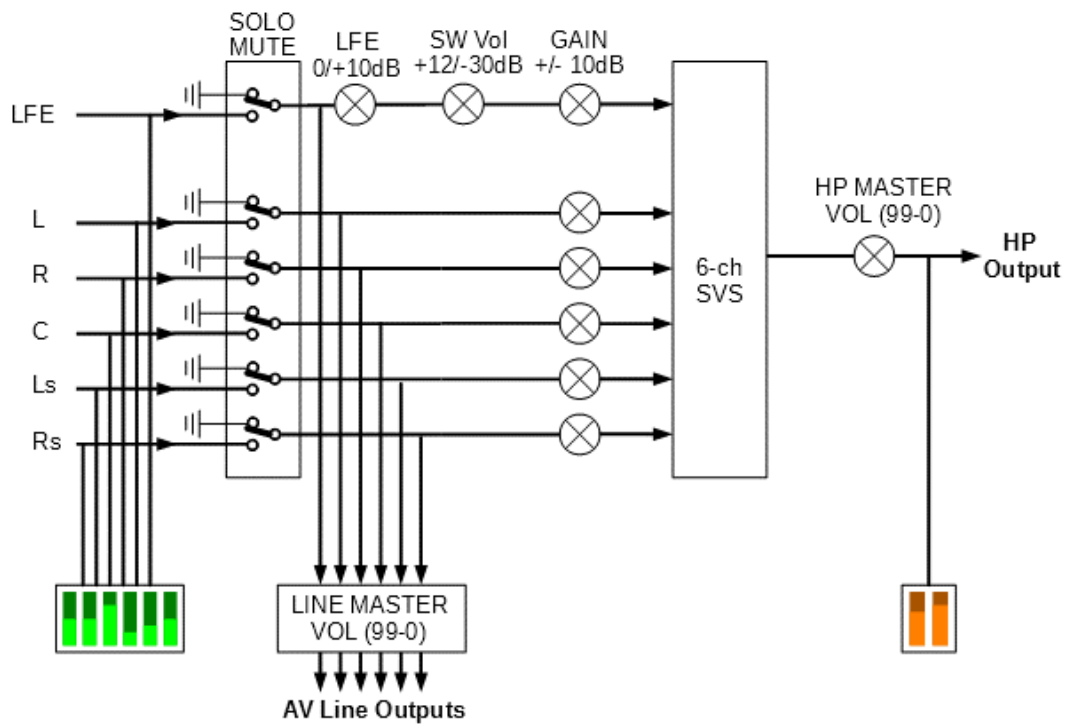 SOLO
MUTE
LFE
0/+10dB
SW Vol
+12/-30dB
GAIN
+/- 10dB
LFE
L
R
C
Ls
Rs
6-ch
SVS
HP MASTER
VOL (99-0)
HP
Output
LINE MASTER
VOL (99-0)
AV Line Outputs